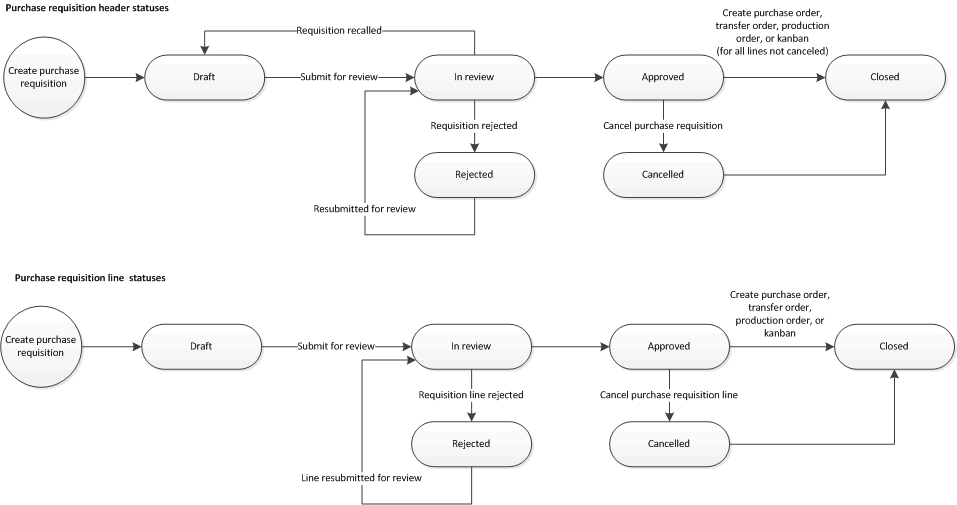 Purchase requisition header statuses
Create purchase order,
transfer order, production
order, or kanban
(for all lines not canceled)
Requisition recalled
Create purchase
requisition
Draft
Submit for review
In review
Approved
Closed
Requisition rejected
Cancel purchase requisition
Rejected
Cancelled
Resubmitted for review
Purchase requisition line statuses
Create purchase order,
transfer order,
production order, or
kanban
Create purchase
requisition
Draft
Submit for review
In review
Approved
Closed
Requisition line rejected
Cancel purchase requisition line
Rejected
Cancelled
Line resubmitted for review